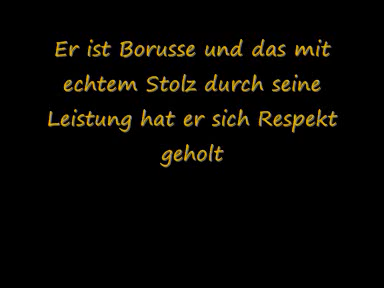 Er ist Borusse und das mit
echtem Stolz durch seine
Leistung hat er sich Respekt
geholt